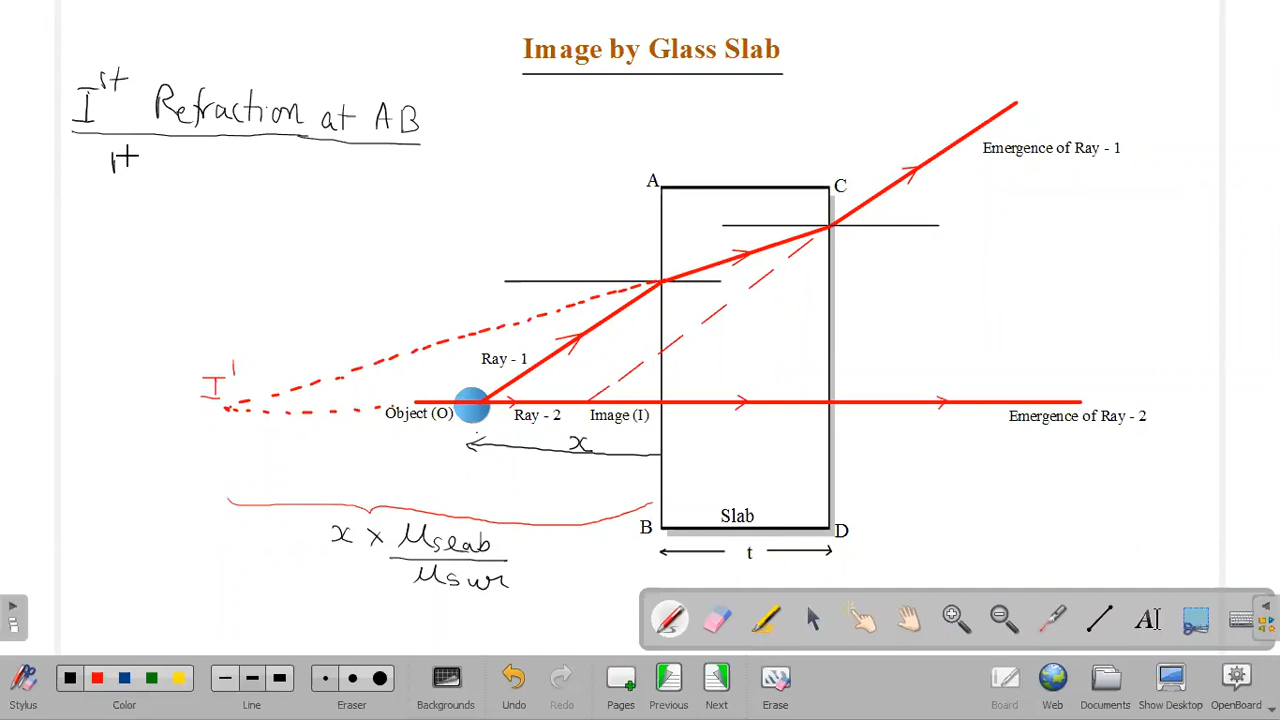 Image by Glass Slab
Ist Refraction at AB
1st
Emergence of Ray - 1
A
C
Ray - 1
I'
Object (O)
Ray - 2
Image (I)
Emergence of Ray - 2
x
B
Slab
D
t
x × μslab
μsur
Stylus
Color
Line
Eraser
Backgrounds
Undo
Redo
Pages
Previous
Next
Erase
Board
Web
Documents
Show Desktop
OpenBoard